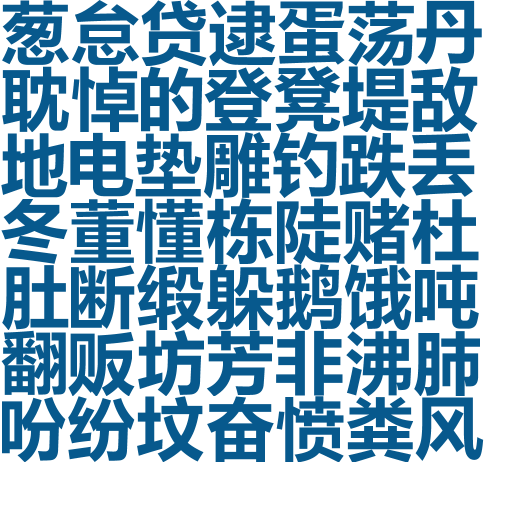 葱怠贷逮蛋荡丹
耽悼的登凳堤敌
地电垫雕钓跌丢
冬董懂栋陡赌杜
肚断缎躲鹅饿吨
翻贩坊芳非沸肺
吩纷坟奋愤粪风